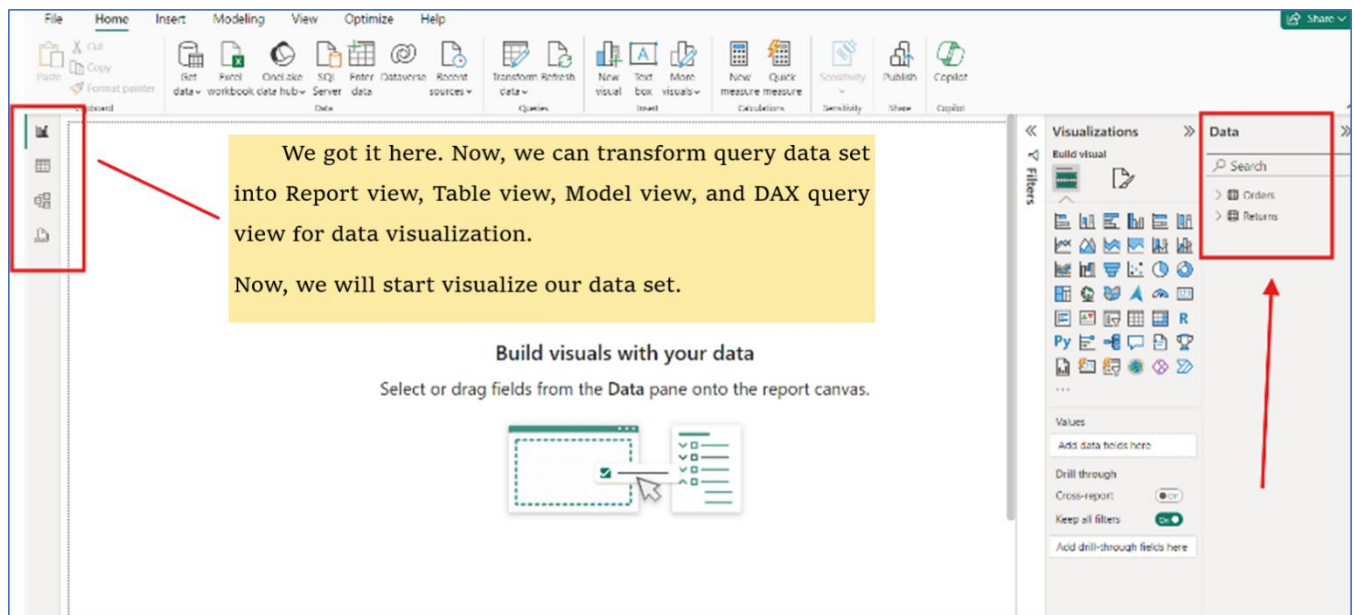 File Home Insert Modeling View Optimize Help Share
Cut
Paste Copy
Format painter
Get data Excel workbook OneLake data hub SQL Server Enter data Dataverse Recent sources Transform data Refresh New visual Text box More visuals New measure Quick measure Sensitivity Publish Copilot
Clipboard Data Queries Insert Calculations Sensitivity Share Copilot
We got it here. Now, we can transform query data set
into Report view, Table view, Model view, and DAX query
view for data visualization.
Now, we will start visualize our data set.
Build visuals with your data
Select or drag fields from the Data pane onto the report canvas.
Filters
Visualizations
Build visual
R
Py
123
...
Values
Add data fields here
Drill through
Cross-report
Keep all filters On
Add drill-through fields here
Data
Search
Orders
Returns